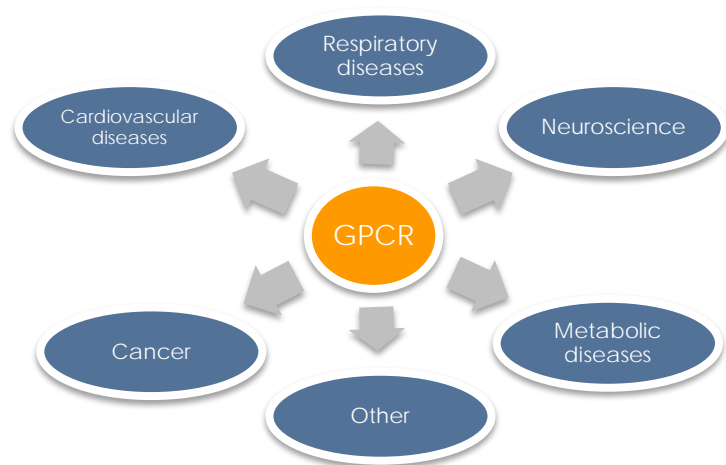 Respiratory
diseases
Cardiovascular
diseases
Neuroscience
GPCR
Cancer
Metabolic
diseases
Other